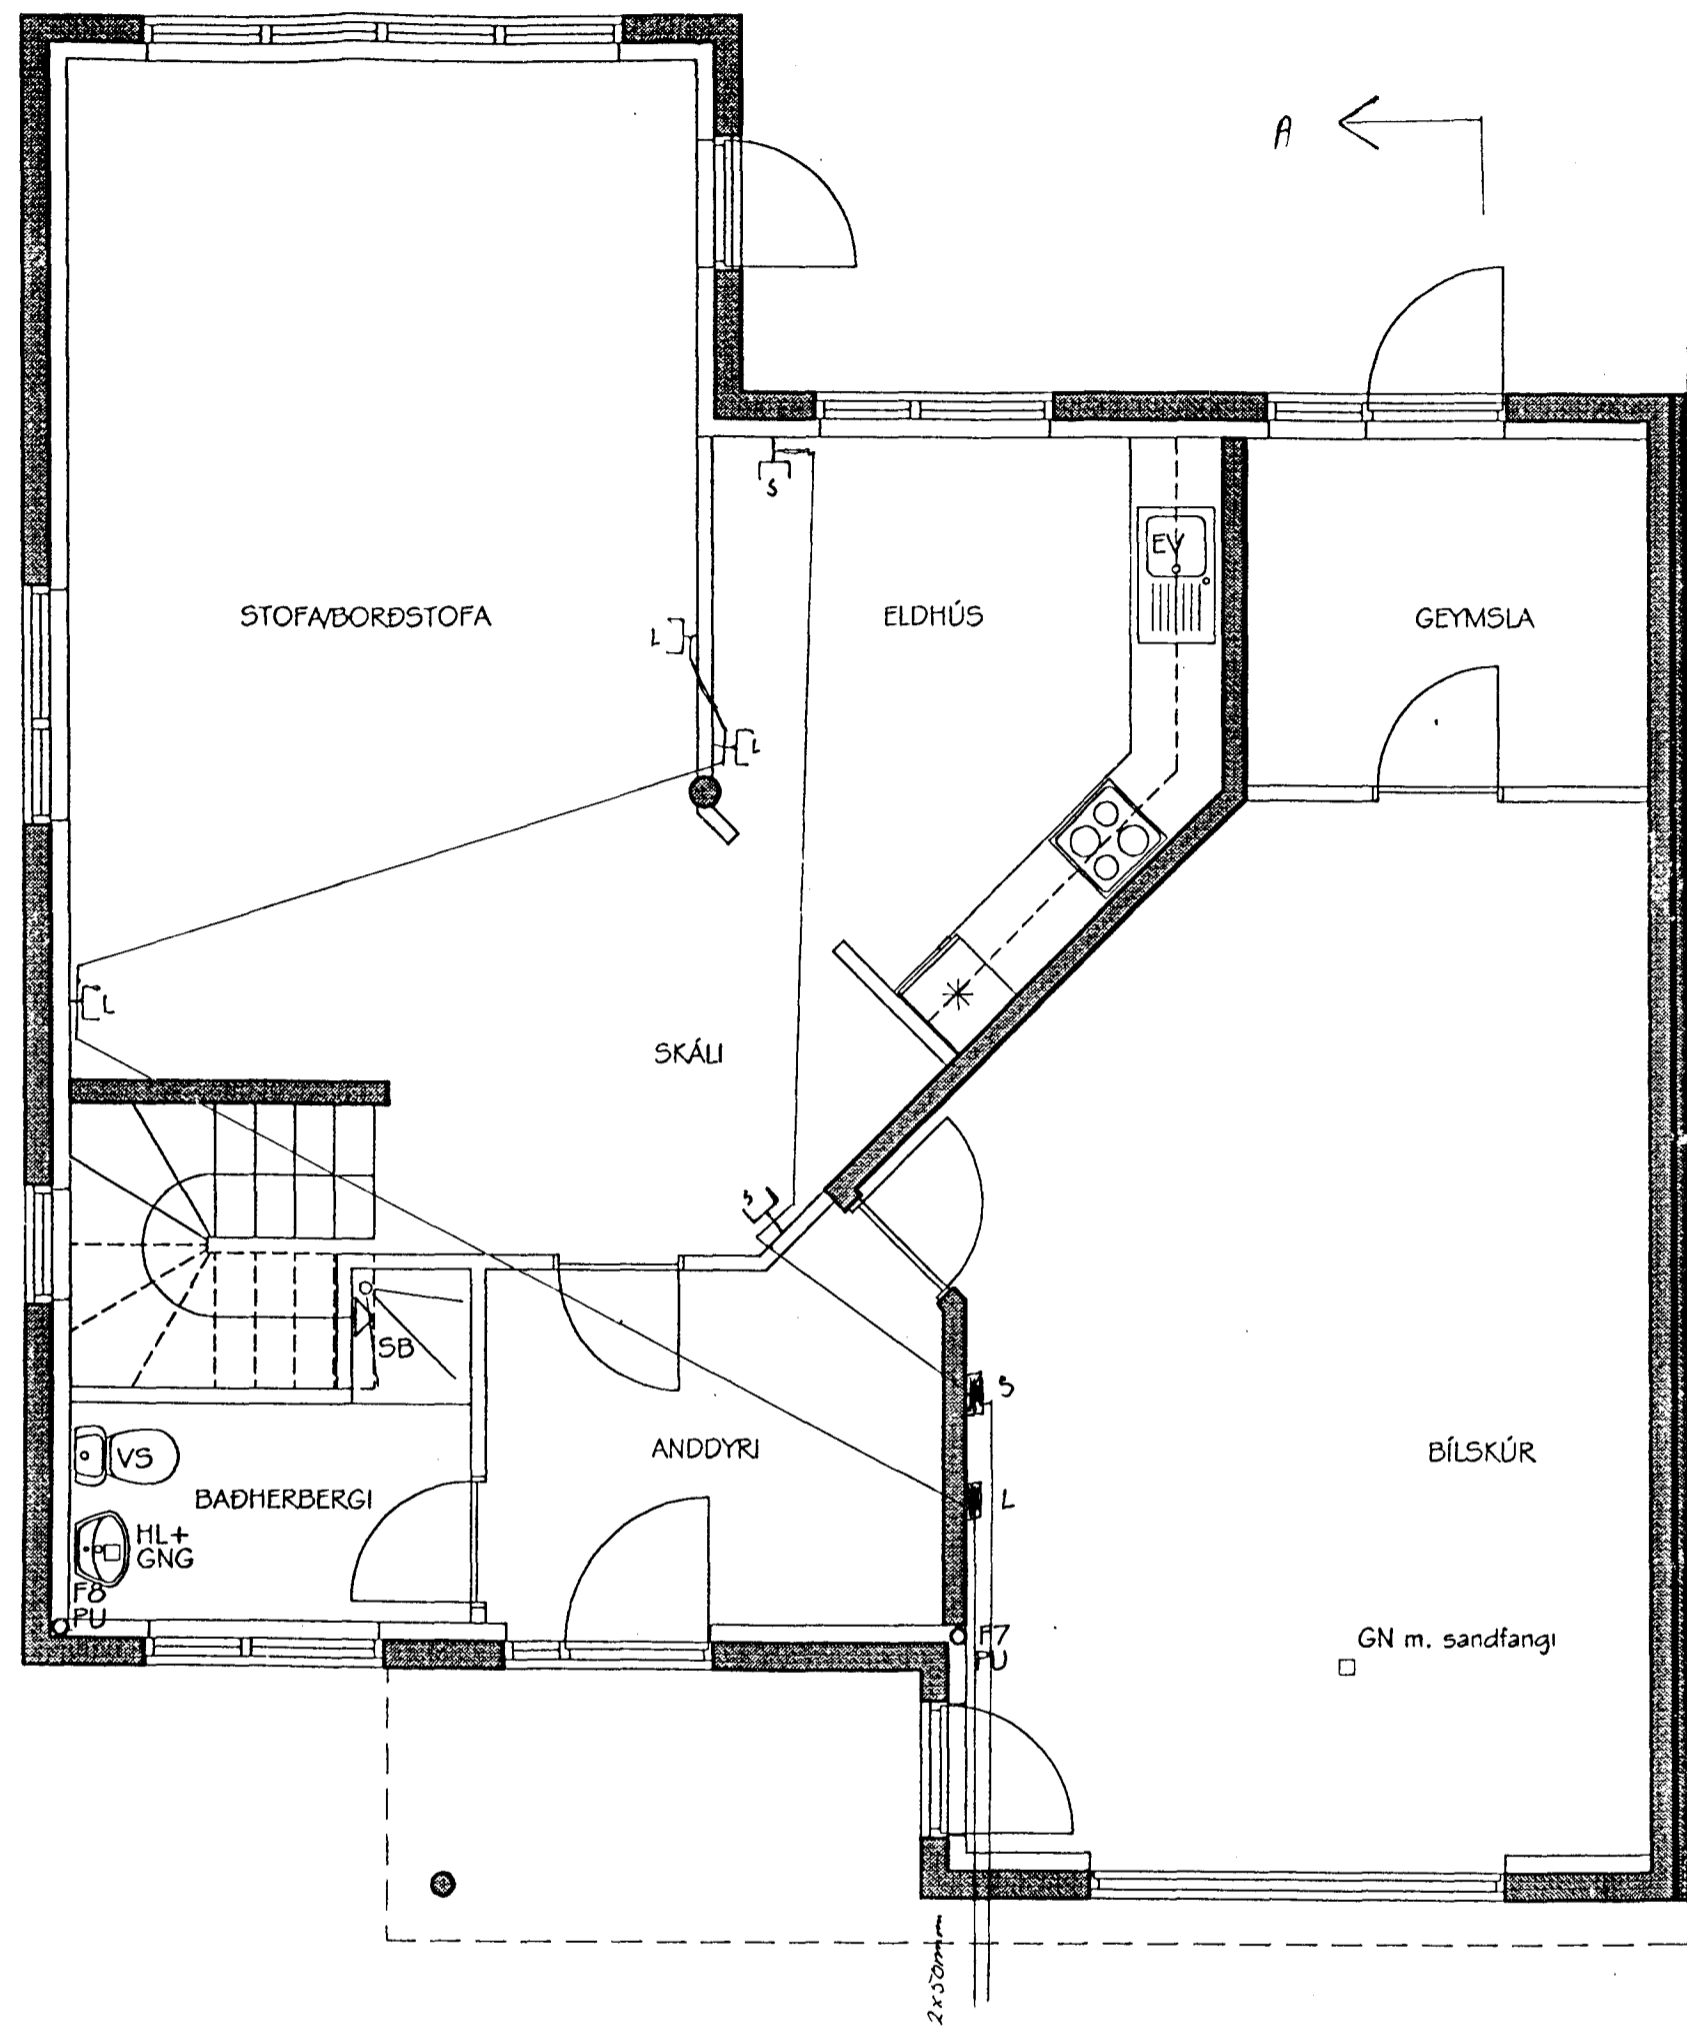 A
S
EV
STOFA/BORÐSTOFA
L
ELDHÚS
GEYMSLA
L
L
SKÁLI
S
SB
S
VS
ANDDYRI
BÍLSKÚR
BAÐHERBERGI
L
HL+
GNG
F8
PU
F7
PU
GN m. sandfangi
2x50mm